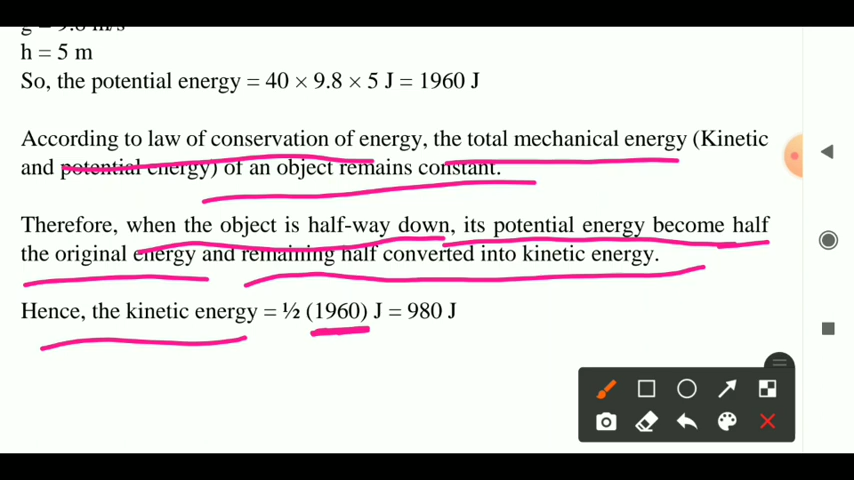 g = 9.8 m/s
h = 5 m
So, the potential energy = 40 × 9.8 × 5 J = 1960 J
According to law of conservation of energy, the total mechanical energy (Kinetic
and potential energy) of an object remains constant.
Therefore, when the object is half-way down, its potential energy become half
the original energy and remaining half converted into kinetic energy.
Hence, the kinetic energy = ½ (1960) J = 980 J